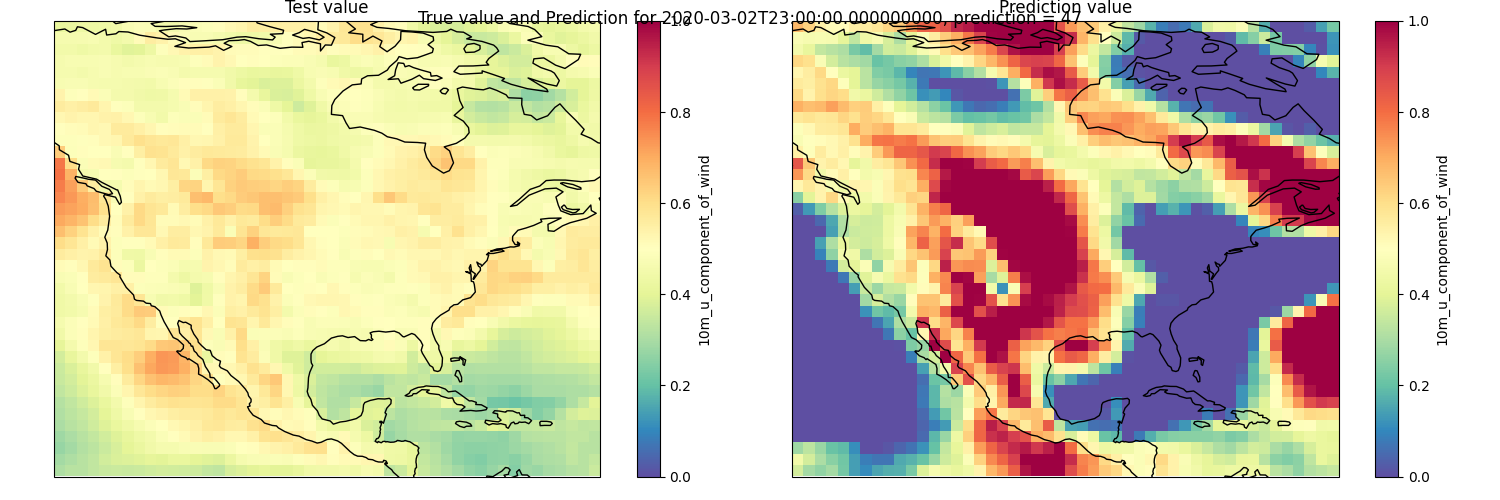 Test value
True value and Prediction for 2020-03-02T23:00:00.000000000 prediction = 47
Prediction value
1.0
0.8
0.6
0.4
0.2
0.0
10m_u_component_of_wind
1.0
0.8
0.6
0.4
0.2
0.0
10m_u_component_of_wind